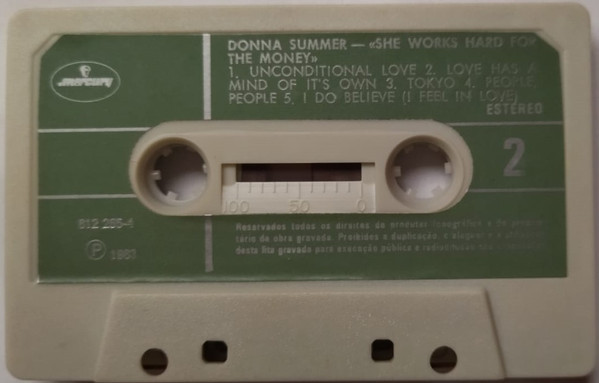 mercury
DONNA SUMMER — «SHE WORKS HARD FOR
THE MONEY»
1. UNCONDITIONAL LOVE 2. LOVE HAS A
MIND OF IT'S OWN 3. TOKYO 4. PEOPLE,
PEOPLE 5. I DO BELIEVE (I FEEL IN LOVE)
ESTÉREO
2
100 50 0
812 265-4
P 1983
Reservados todos os direitos do produtor fonográfico e do proprie-
tário de obra gravada. Proibidos a duplicação, o aluguer e a utilização
desta fita gravada para execução pública e radiodifusão